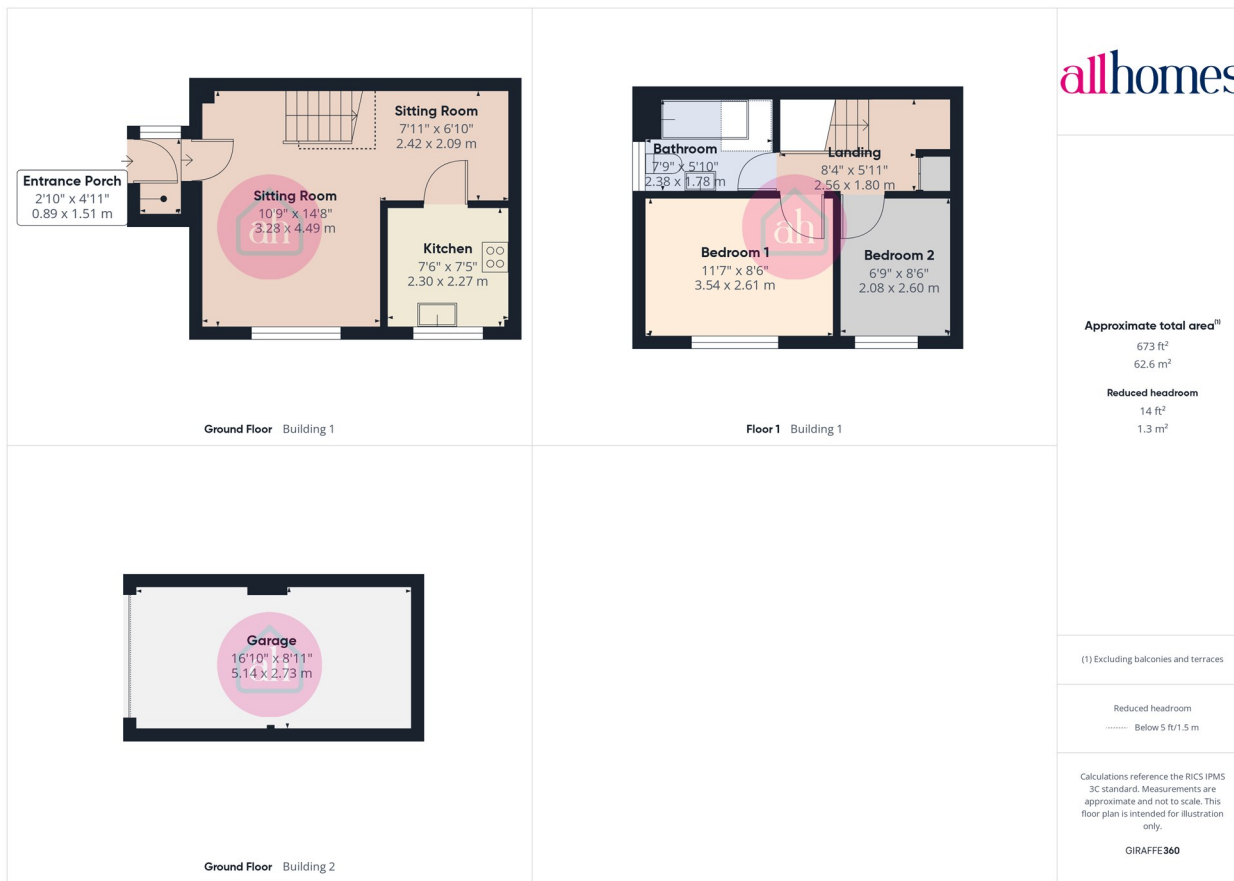 Sitting Room
7'11" x 6'10"
2.42 x 2.09 m
Entrance Porch
2'10" x 4'11"
0.89 x 1.51 m
Sitting Room
10'9" x 14'8"
3.28 x 4.49 m
ah
Kitchen
7'6" x 7'5"
2.30 x 2.27 m
Ground Floor Building 1
Bathroom
7'9" x 5'10"
2.38 x 1.78 m
Landing
8'4" x 5'11"
2.56 x 1.80 m
ah
Bedroom 1
11'7" x 8'6"
3.54 x 2.61 m
Bedroom 2
6'9" x 8'6"
2.08 x 2.60 m
Floor 1 Building 1
Garage
16'10" x 8'11"
5.14 x 2.73 m
ah
Ground Floor Building 2
allhomes
Approximate total area(1)
673 ft²
62.6 m²
Reduced headroom
14 ft²
1.3 m²
(1) Excluding balconies and terraces
Reduced headroom
Below 5 ft/1.5 m
Calculations reference the RICS IPMS
3C standard. Measurements are
approximate and not to scale. This
floor plan is intended for illustration
only.
GIRAFFE360